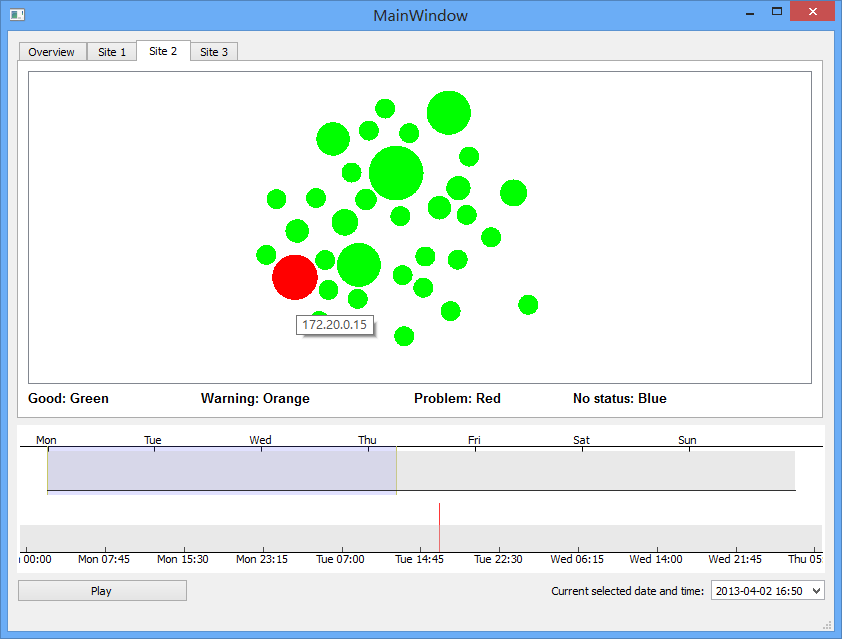 MainWindow
Overview Site 1 Site 2 Site 3
172.20.0.15
Good: Green Warning: Orange Problem: Red No status: Blue
Mon Tue Wed Thu Fri Sat Sun
00:00 Mon 07:45 Mon 15:30 Mon 23:15 Tue 07:00 Tue 14:45 Tue 22:30 Wed 06:15 Wed 14:00 Wed 21:45 Thu 05
Play Current selected date and time: 2013-04-02 16:50